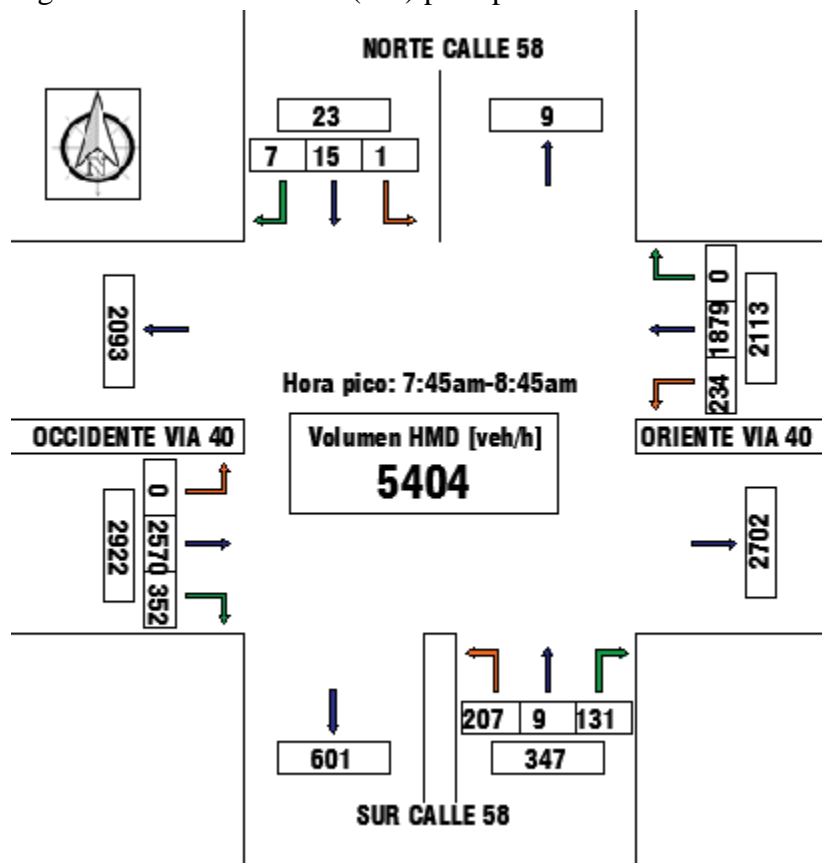 NORTE CALLE 58
23
9
7 15 1
N
0
1879
234
2113
2093
Hora pico: 7:45am-8:45am
Volumen HMD [veh/h]
5404
OCCIDENTE VIA 40
ORIENTE VIA 40
0
2570
352
2922
2702
207 9 131
601
347
SUR CALLE 58